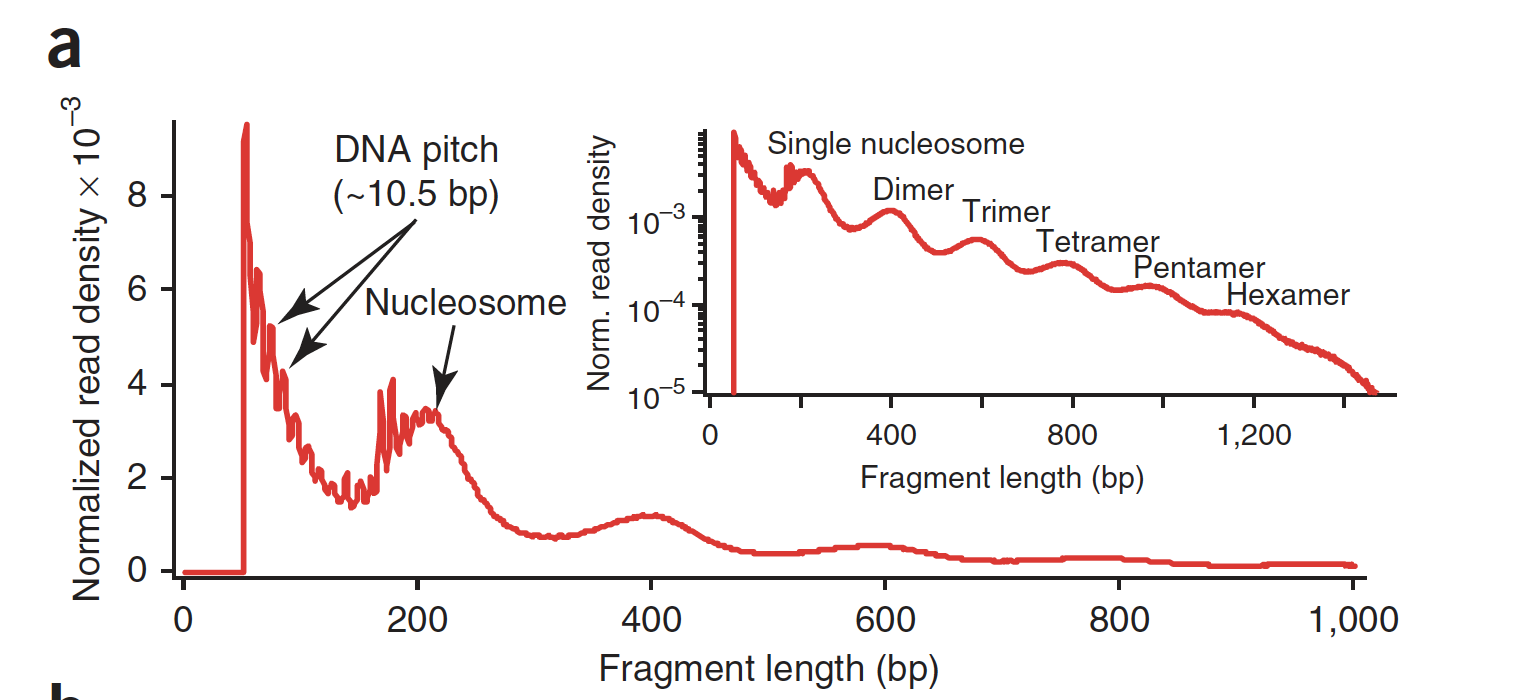 a
Normalized read density × 10⁻³
8
6
4
2
0
DNA pitch
(~10.5 bp)
Nucleosome
0
200
400
600
800
1,000
Fragment length (bp)
Norm. read density
10⁻³
10⁻⁴
10⁻⁵
Single nucleosome
Dimer
Trimer
Tetramer
Pentamer
Hexamer
0
400
800
1,200
Fragment length (bp)